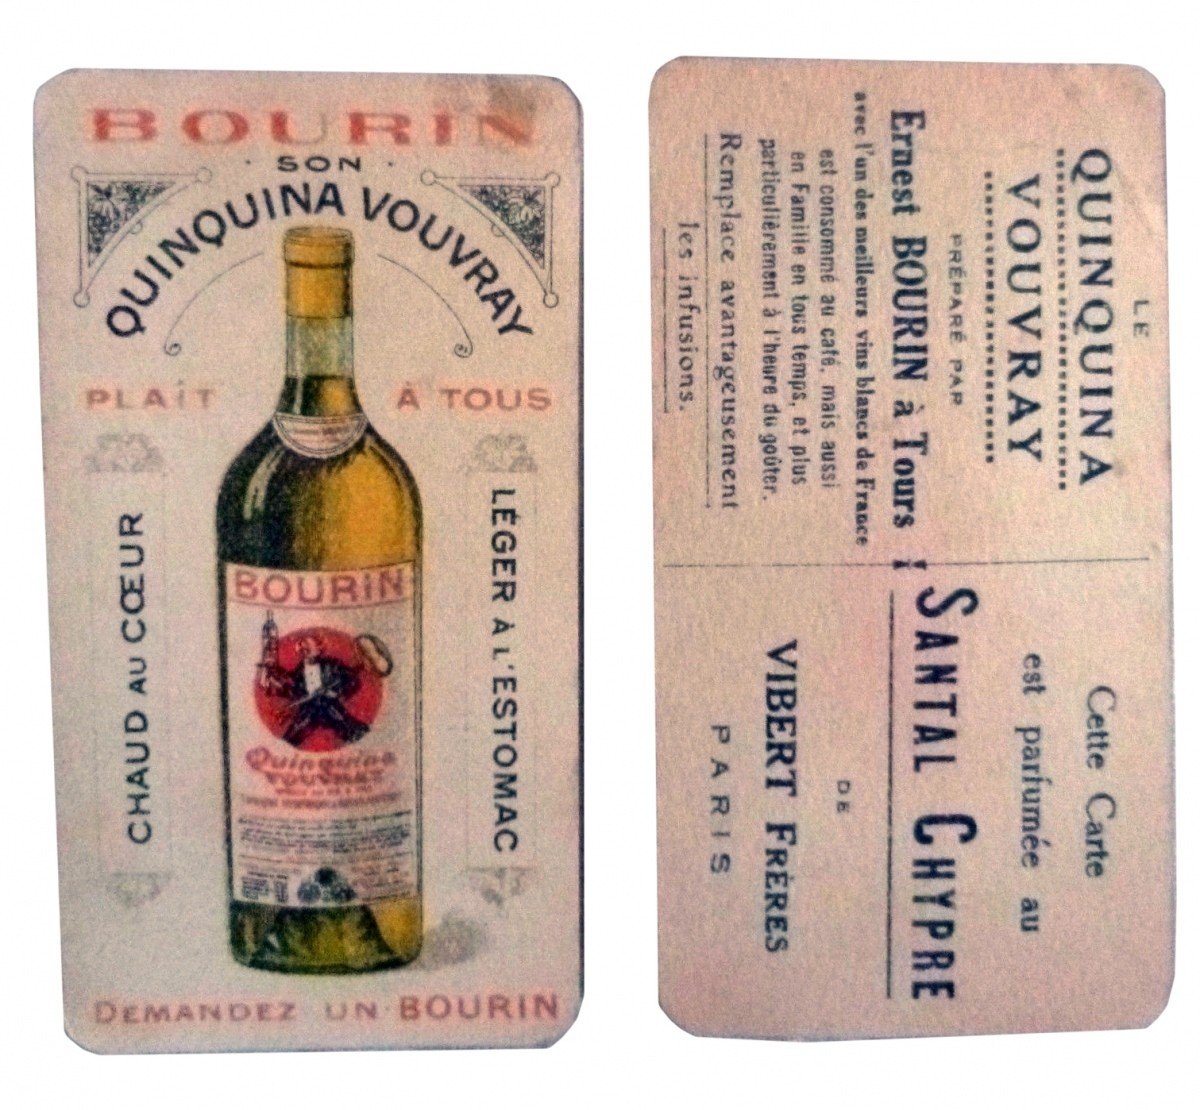 BOURIN
· SON ·
QUINQUINA VOUVRAY
PLAIT À TOUS
CHAUD AU CŒUR
LÉGER À L'ESTOMAC
BOURIN
Quinquina
VOUVRAY
DEMANDEZ UN BOURIN
LE
QUINQUINA
VOUVRAY
PRÉPARÉ PAR
Ernest BOURIN à Tours
avec l'un des meilleurs vins blancs de France
est consommé au café, mais aussi
en Famille en tous temps, et plus
particulièrement à l'heure du goûter.
Remplace avantageusement
les infusions.
Cette Carte
est parfumée au
SANTAL CHYPRE
DE
VIBERT FRÈRES
PARIS